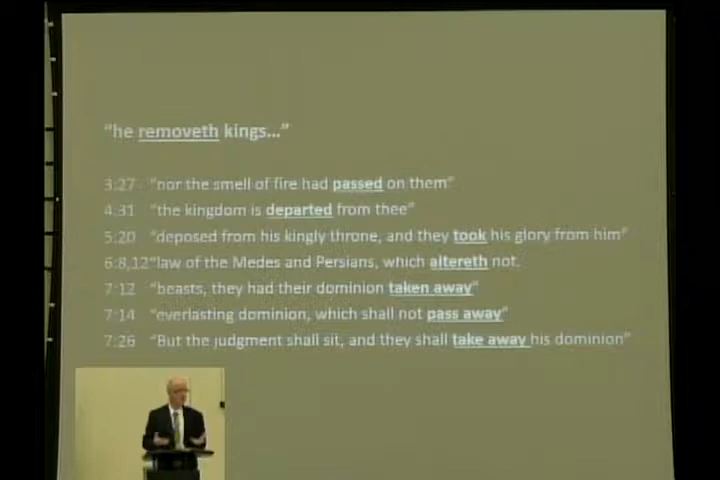 "he removeth kings..."
3:27 "nor the smell of fire had passed on them"
4:31 "the kingdom is departed from thee"
5:20 "deposed from his kingly throne, and they took his glory from him"
6:8,12 "law of the Medes and Persians, which altereth not.
7:12 "beasts, they had their dominion taken away"
7:14 "everlasting dominion, which shall not pass away"
7:26 "But the judgment shall sit, and they shall take away his dominion"